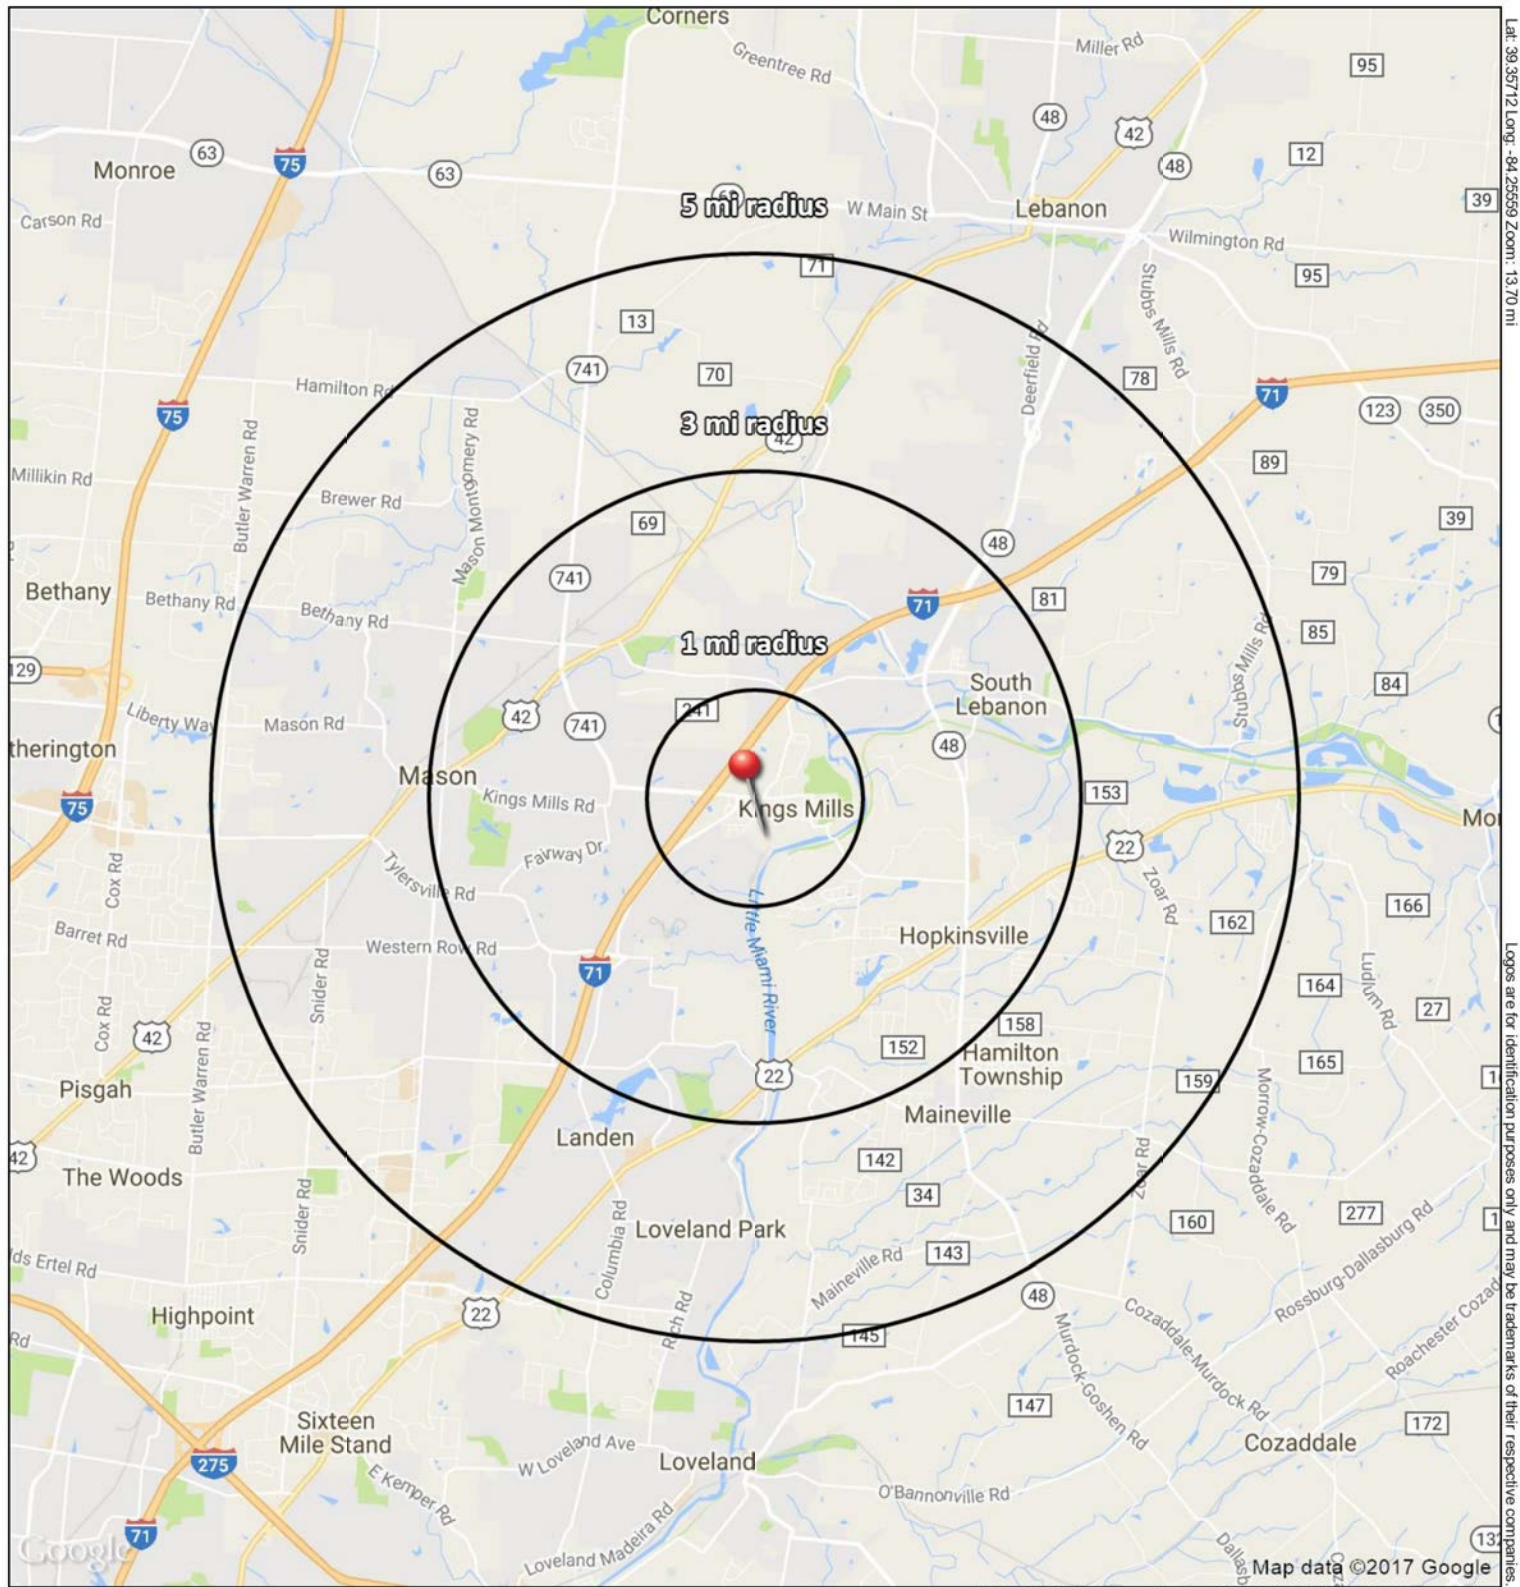 Corners
Greentree Rd
Miller Rd
95
48
42
48
12
63
75
63
Monroe
39
5 mi radius
W Main St
Lebanon
Carson Rd
Wilmington Rd
71
95
Stubbs Mills Rd
13
Deerfield Rd
741
70
78
Hamilton Rd
71
75
123
350
3 mi radius
42
Butler Warren Rd
Mason Montgomery Rd
89
Millikin Rd
Brewer Rd
69
39
48
741
79
Bethany
Bethany Rd
Bethany Rd
71
81
85
1 mi radius
129
Stubbs Mills Rd
84
South
Lebanon
241
42
741
Liberty Way
Mason Rd
48
therington
Mason
Kings Mills Rd
153
75
Kings Mills
22
Fairway Dr
Tylersville Rd
Cox Rd
Zoar Rd
166
162
Little Miami River
Barret Rd
Western Row Rd
Hopkinsville
71
Snider Rd
164
Ludlum Rd
27
Cox Rd
42
158
152
Hamilton
Township
165
22
159
Pisgah
Butler Warren Rd
Maineville
Morrow-Cozaddale Rd
Landen
42
142
The Woods
Zoar Rd
34
Snider Rd
160
277
Loveland Park
Columbia Rd
143
Maineville Rd
Rossburg-Dallasburg Rd
lds Ertel Rd
48
Highpoint
22
Rich Rd
145
Cozaddale-Murdock Rd
Roachester Cozad
Rd
Murdock-Goshen Rd
147
172
Sixteen
Mile Stand
W Loveland Ave
Cozaddale
275
Loveland
E Kemper Rd
O'Bannonville Rd
71
Loveland Madeira Rd
132
Dallasb
Google
Map data ©2017 Google
Lat: 39.35712 Long: -84.25559 Zoom: 13.70 mi
Logos are for identification purposes only and may be trademarks of their respective companies.